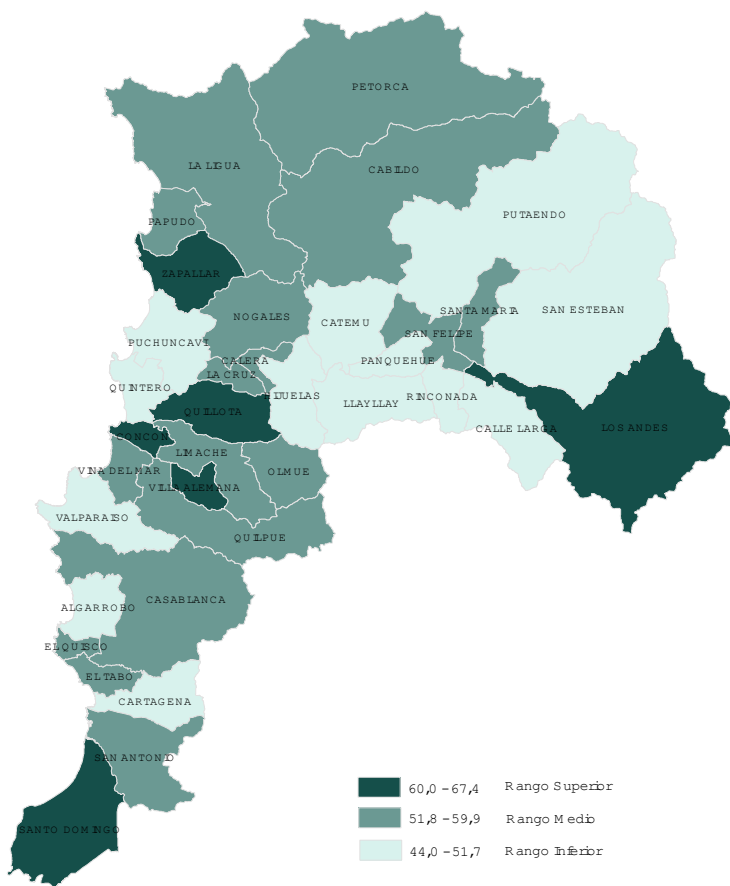 PETORCA
LA LIGUA
CABILDO
PAPUDO
PUTAENDO
ZAPALLAR
NOGALES
SANTA MARIA
SAN ESTEBAN
CATEMU
SAN FELIPE
PUCHUNCAVI
CALERA
PANQUEHUE
LA CRUZ
QUINTERO
HIJUELAS
RINCONADA
LLAYLLAY
QUILLOTA
CALLE LARGA
LOS ANDES
CONCON
LIMACHE
VINA DEL MAR
OLMUE
VILLA ALEMANA
VALPARAISO
QUILPUE
CASABLANCA
ALGARROBO
EL QUISCO
EL TABO
CARTAGENA
SAN ANTONIO
SANTO DOMINGO
60,0 - 67,4 Rango Superior
51,8 - 59,9 Rango Medio
44,0 - 51,7 Rango Inferior